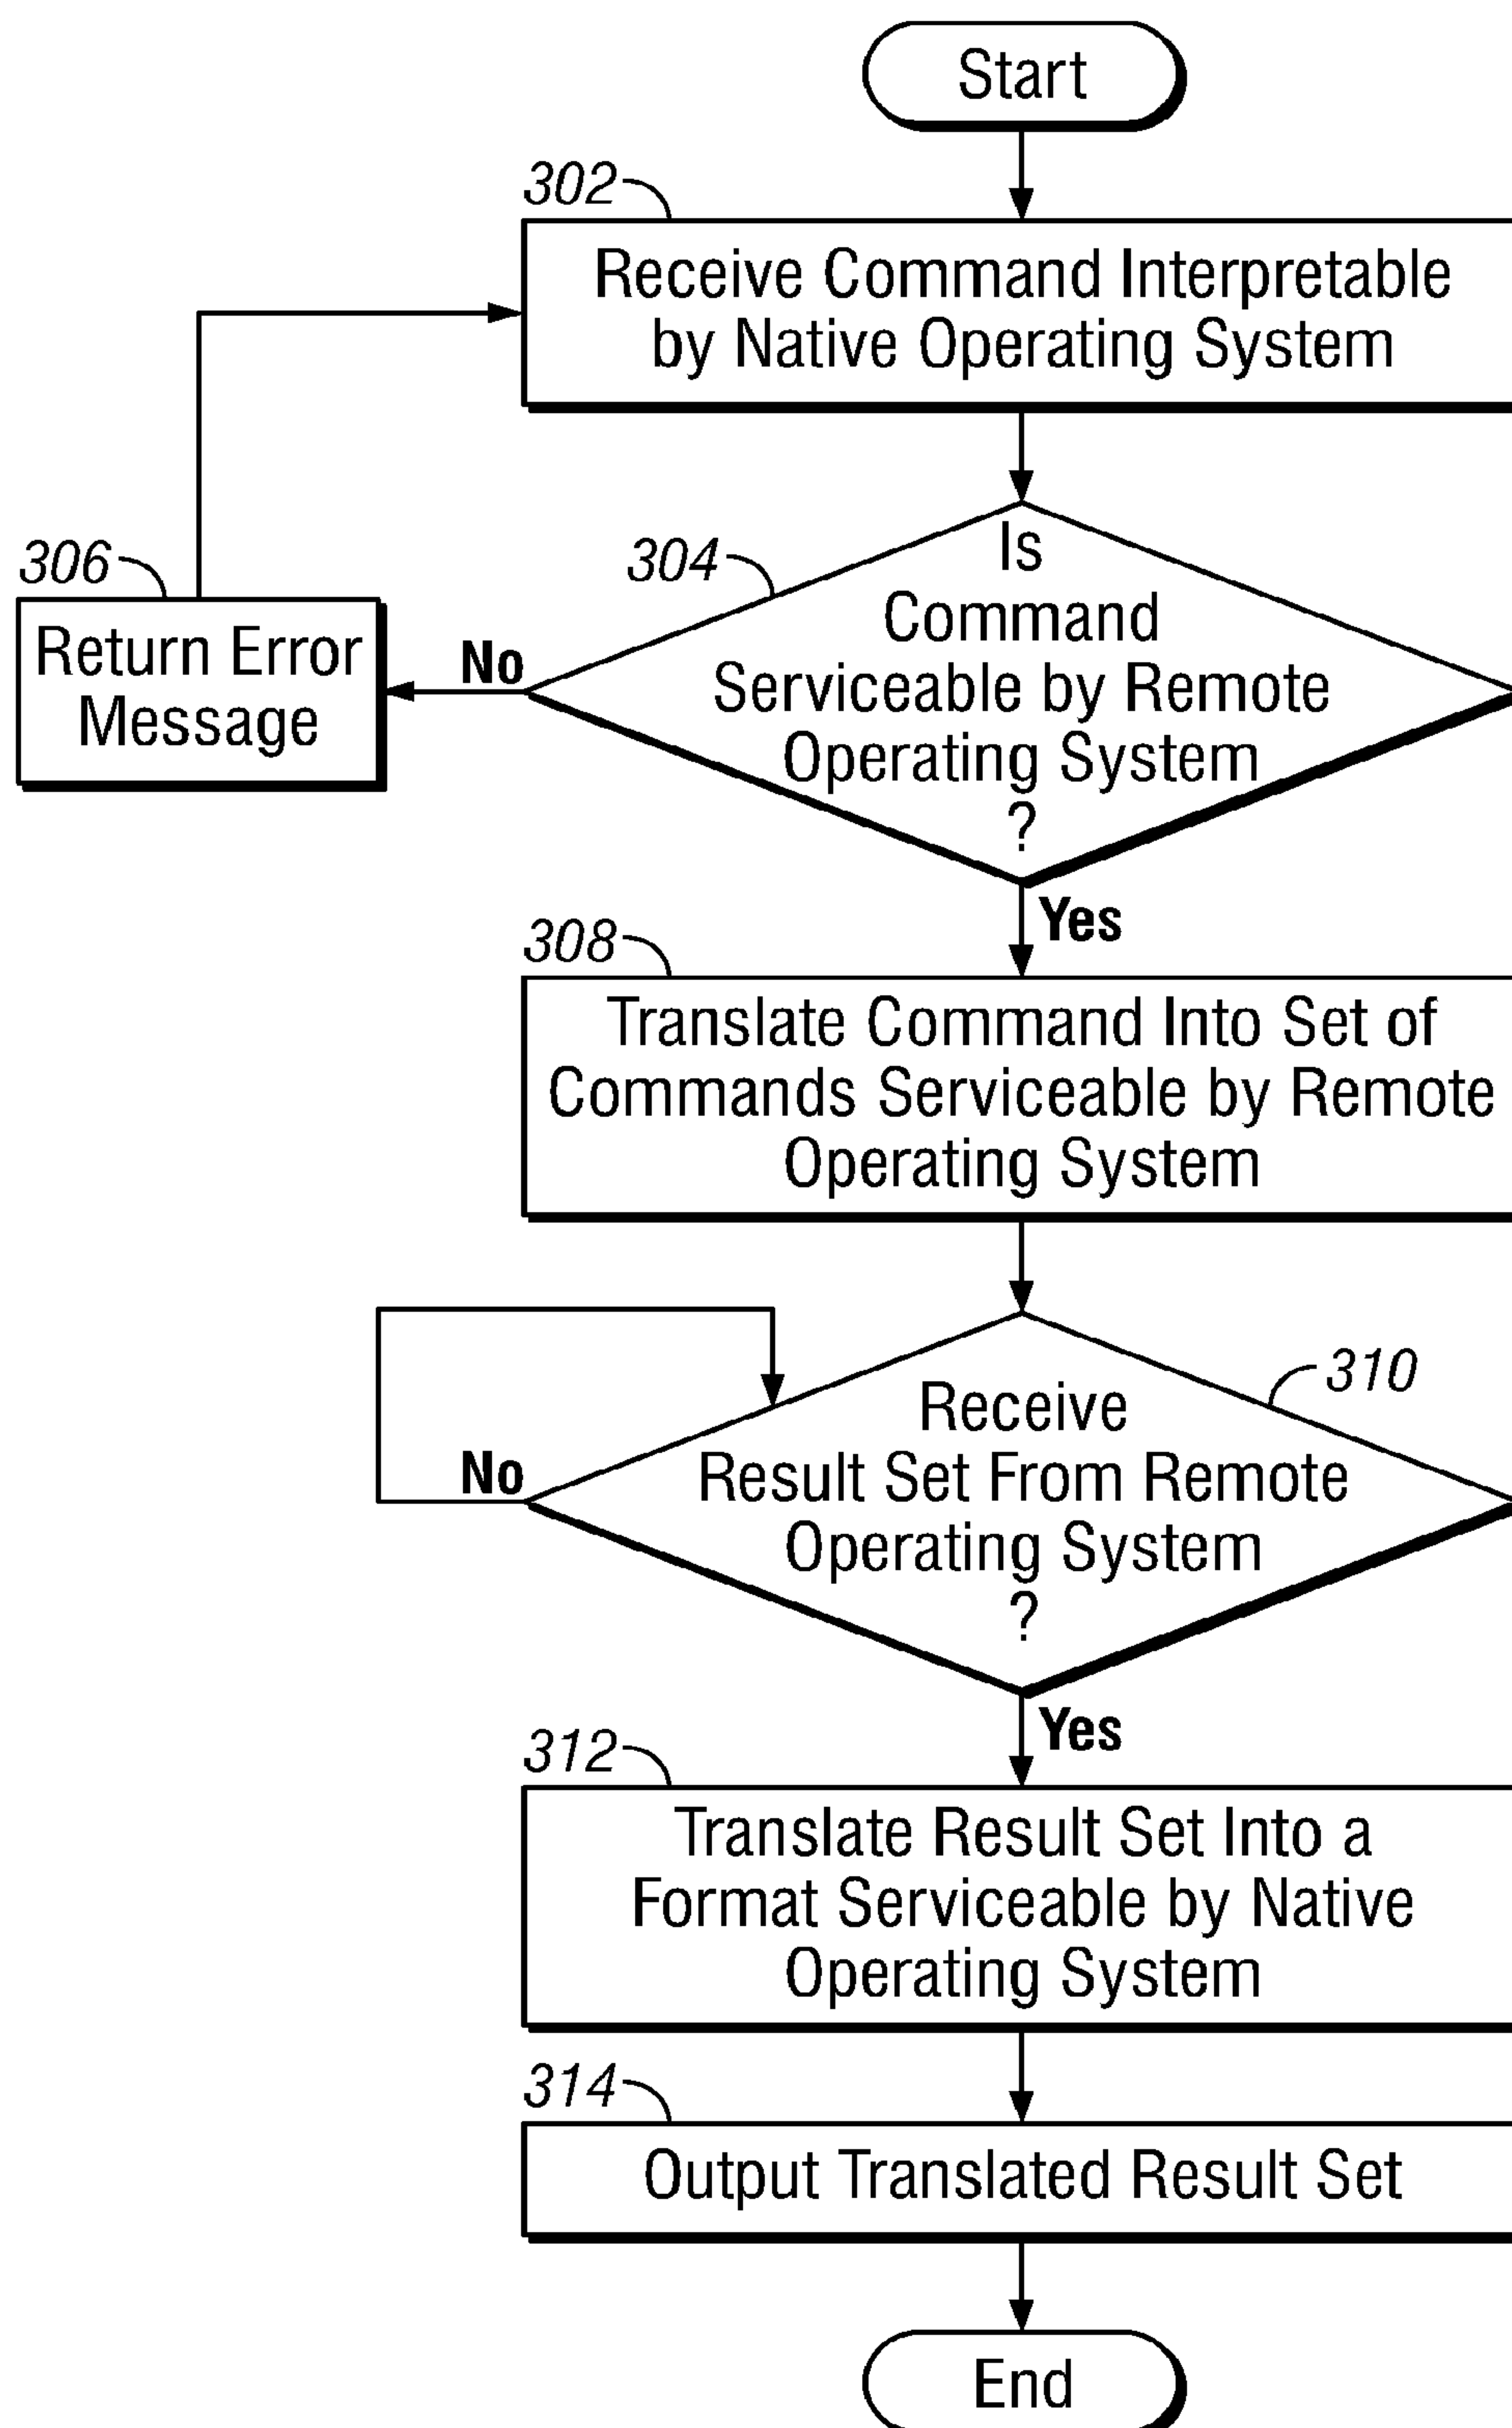 Start
302
Receive Command Interpretable
by Native Operating System
306
Return Error
Message
No
304
Is
Command
Serviceable by Remote
Operating System
?
Yes
308
Translate Command Into Set of
Commands Serviceable by Remote
Operating System
310
No
Receive
Result Set From Remote
Operating System
?
Yes
312
Translate Result Set Into a
Format Serviceable by Native
Operating System
314
Output Translated Result Set
End